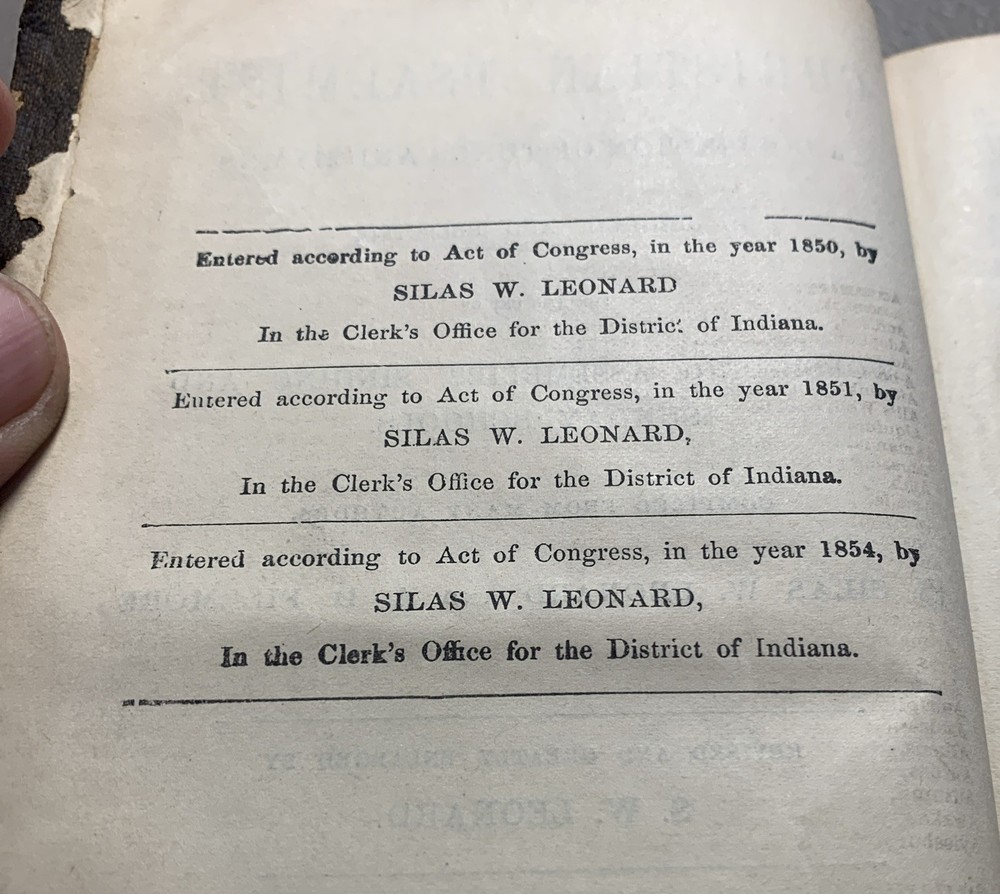 Entered according to Act of Congress, in the year 1850, by
SILAS W. LEONARD
In the Clerk's Office for the District of Indiana.
Entered according to Act of Congress, in the year 1851, by
SILAS W. LEONARD,
In the Clerk's Office for the District of Indiana.
Entered according to Act of Congress, in the year 1854, by
SILAS W. LEONARD,
In the Clerk's Office for the District of Indiana.